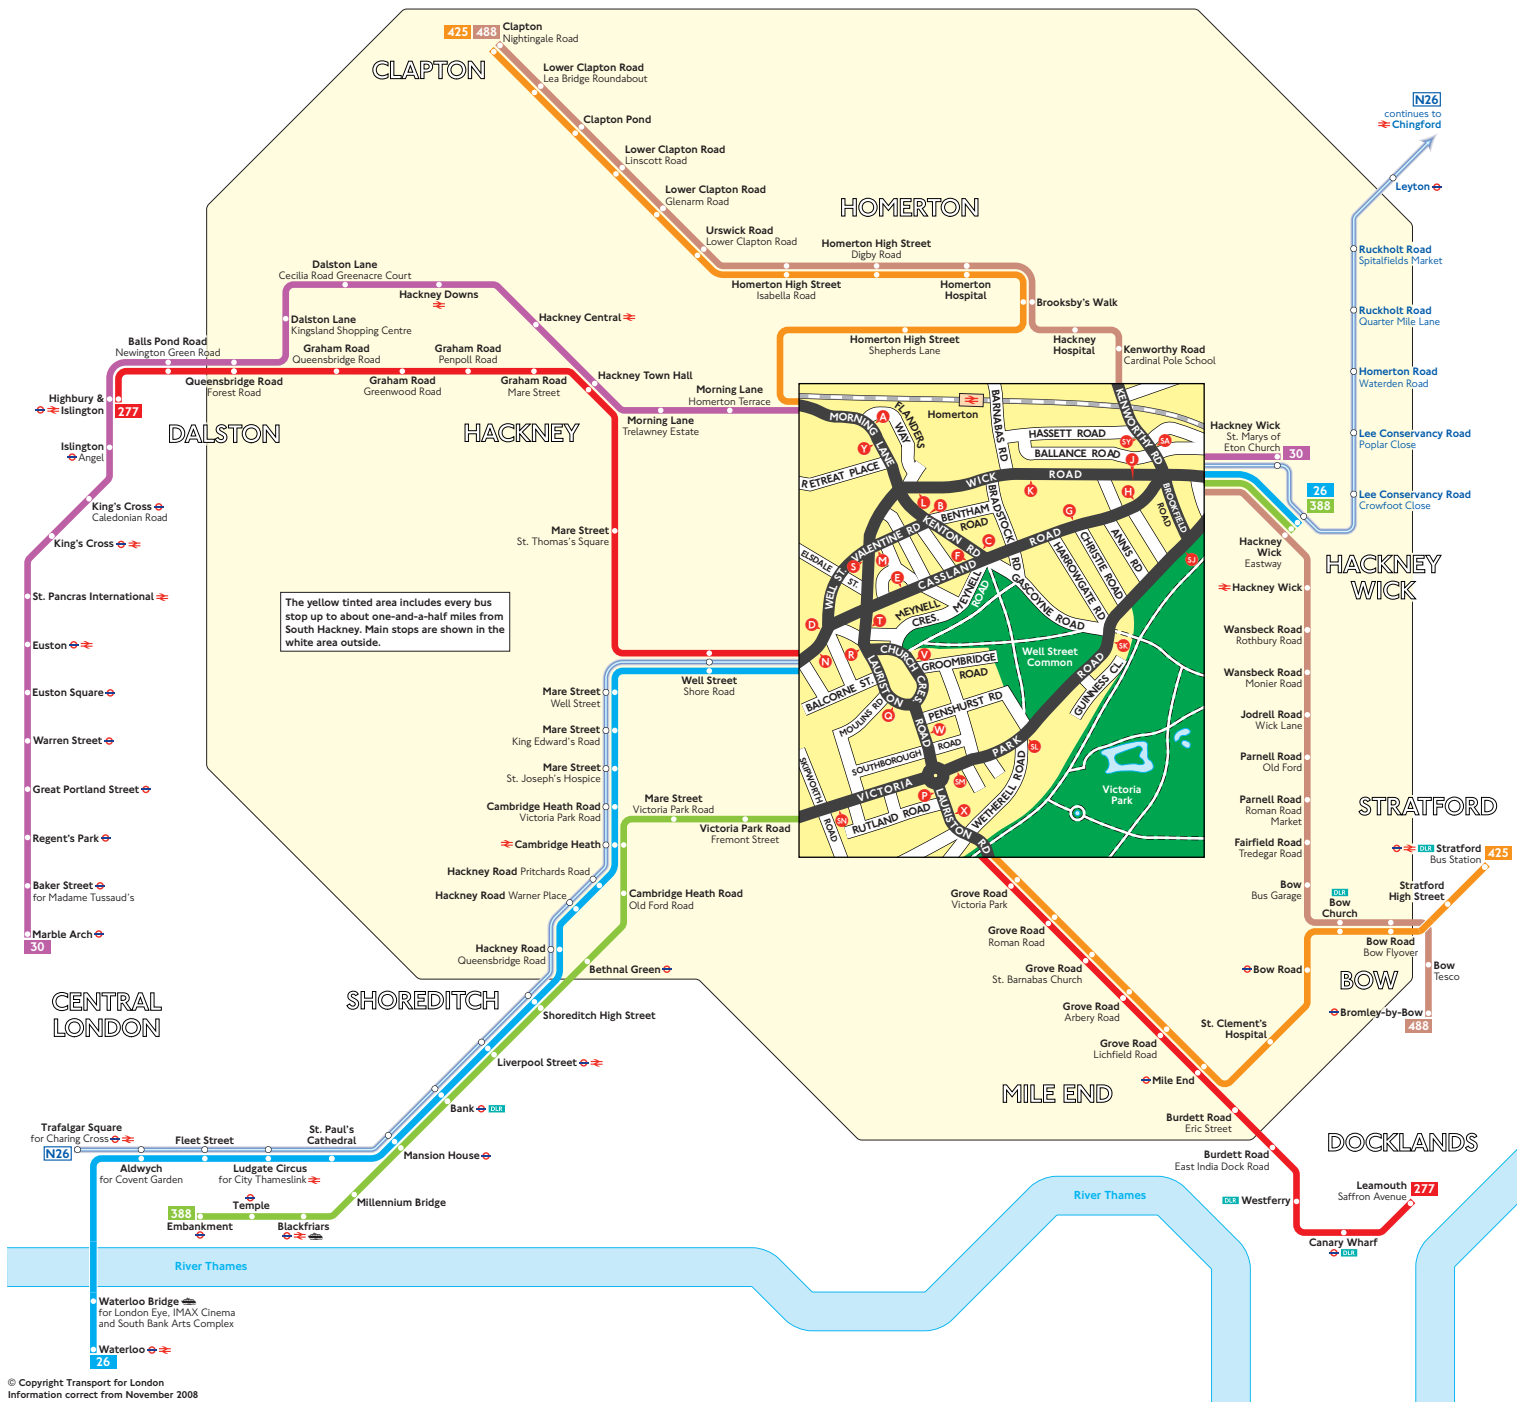 425 488 Clapton
Nightingale Road
CLAPTON
Lower Clapton Road
Lea Bridge Roundabout
Clapton Pond
Lower Clapton Road
Linscott Road
Lower Clapton Road
Glenarm Road
Urswick Road
Lower Clapton Road
HOMERTON
Homerton High Street
Digby Road
Homerton High Street
Isabella Road
Homerton
Hospital
Brooksby's Walk
Homerton High Street
Shepherds Lane
Hackney
Hospital
Kenworthy Road
Cardinal Pole School
N26
continues to
Chingford
Leyton
Ruckholt Road
Spitalfields Market
Ruckholt Road
Quarter Mile Lane
Homerton Road
Waterden Road
Lee Conservancy Road
Poplar Close
Lee Conservancy Road
Crowfoot Close
Dalston Lane
Cecilia Road Greenacre Court
Hackney Downs
Dalston Lane
Kingsland Shopping Centre
Hackney Central
Balls Pond Road
Newington Green Road
Graham Road
Queensbridge Road
Graham Road
Penpoll Road
Queensbridge Road
Forest Road
Graham Road
Greenwood Road
Graham Road
Mare Street
Hackney Town Hall
Morning Lane
Homerton Terrace
Morning Lane
Trelawney Estate
Highbury &
Islington
277
DALSTON
HACKNEY
Islington
Angel
King's Cross
Caledonian Road
King's Cross
St. Pancras International
Euston
Euston Square
Warren Street
Great Portland Street
Regent's Park
Baker Street
for Madame Tussaud's
Marble Arch
30
CENTRAL
LONDON
Mare Street
St. Thomas's Square
The yellow tinted area includes every bus
stop up to about one-and-a-half miles from
South Hackney. Main stops are shown in the
white area outside.
Well Street
Shore Road
Mare Street
Well Street
Mare Street
King Edward's Road
Mare Street
St. Joseph's Hospice
Cambridge Heath Road
Victoria Park Road
Cambridge Heath
Mare Street
Victoria Park Road
Victoria Park Road
Fremont Street
Hackney Road Pritchards Road
Hackney Road Warner Place
Cambridge Heath Road
Old Ford Road
Hackney Road
Queensbridge Road
Bethnal Green
SHOREDITCH
Shoreditch High Street
Liverpool Street
Bank DLR
St. Paul's
Cathedral
Mansion House
Millennium Bridge
Trafalgar Square
for Charing Cross
N26
Fleet Street
Aldwych
for Covent Garden
Ludgate Circus
for City Thameslink
388
Embankment
Temple
Blackfriars
River Thames
Waterloo Bridge
for London Eye, IMAX Cinema
and South Bank Arts Complex
Waterloo
26
Homerton
MORNING LANE
FLANDERS WAY
BARNABAS RD
KENWORTHY RD
HASSETT ROAD
BALLANCE ROAD
RETREAT PLACE
WICK ROAD
BROOKFIELD ROAD
BRADSTOCK RD
BENTHAM
ROAD
KENTON RD
VALENTINE RD
ELSDALE ST.
WELL ST.
CASSLAND ROAD
HARROWGATE RD
CHRISTIE ROAD
ANNIS RD
GASCOYNE ROAD
MEYNELL
ROAD
MEYNELL
CRES.
Well Street
Common
CHURCH CRES.
GROOMBRIDGE
ROAD
BALCORNE ST.
MOULINS RD
LAURISTON ROAD
PENSHURST RD
SOUTHBOROUGH ROAD
GUINNESS CL.
VICTORIA PARK ROAD
SKIPWORTH ROAD
RUTLAND ROAD
LAURISTON RD
WETHERELL ROAD
Victoria
Park
A
Y
SY
SA
J
K
H
L
B
G
C
F
M
S
E
SJ
D
T
N
R
V
SK
Q
W
SL
SM
P
X
SN
Hackney Wick
St. Marys of
Eton Church
30
26
388
Hackney
Wick
Eastway
HACKNEY
WICK
Hackney Wick
Wansbeck Road
Rothbury Road
Wansbeck Road
Monier Road
Jodrell Road
Wick Lane
Parnell Road
Old Ford
Parnell Road
Roman Road
Market
Fairfield Road
Tredegar Road
Bow
Bus Garage
STRATFORD
DLR Stratford 425
Bus Station
Stratford
High Street
DLR
Bow
Church
Bow Road
Bow Flyover
Bow
Tesco
Bow Road
BOW
Bromley-by-Bow
488
St. Clement's
Hospital
Grove Road
Victoria Park
Grove Road
Roman Road
Grove Road
St. Barnabas Church
Grove Road
Arbery Road
Grove Road
Lichfield Road
Mile End
MILE END
Burdett Road
Eric Street
Burdett Road
East India Dock Road
DOCKLANDS
DLR Westferry
Leamouth 277
Saffron Avenue
Canary Wharf
DLR
River Thames
© Copyright Transport for London
Information correct from November 2008